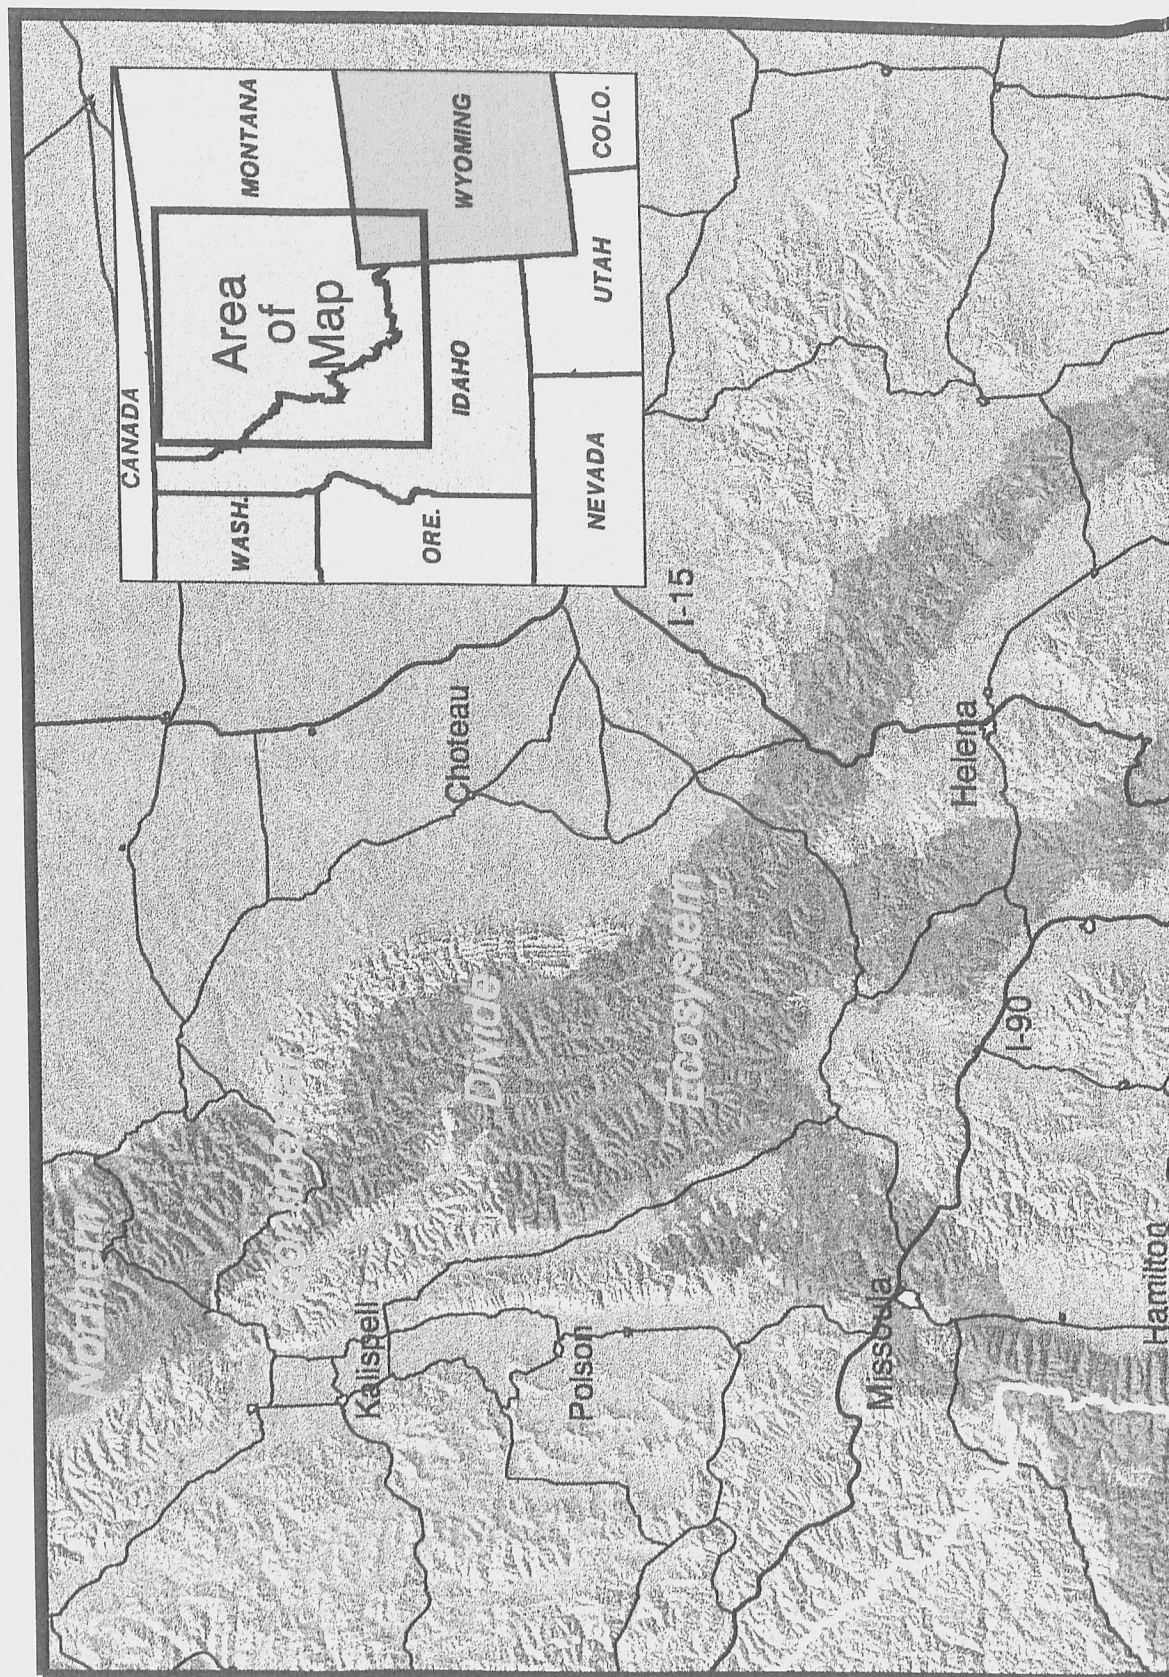 CANADA
MONTANA
WASH.
Area
of
Map
ORE.
IDAHO
WYOMING
NEVADA
UTAH
COLO.
Northern
Continental
Divide
Ecosystem
Kalispell
Choteau
Polson
I-15
Missoula
Helena
I-90
Hamilton